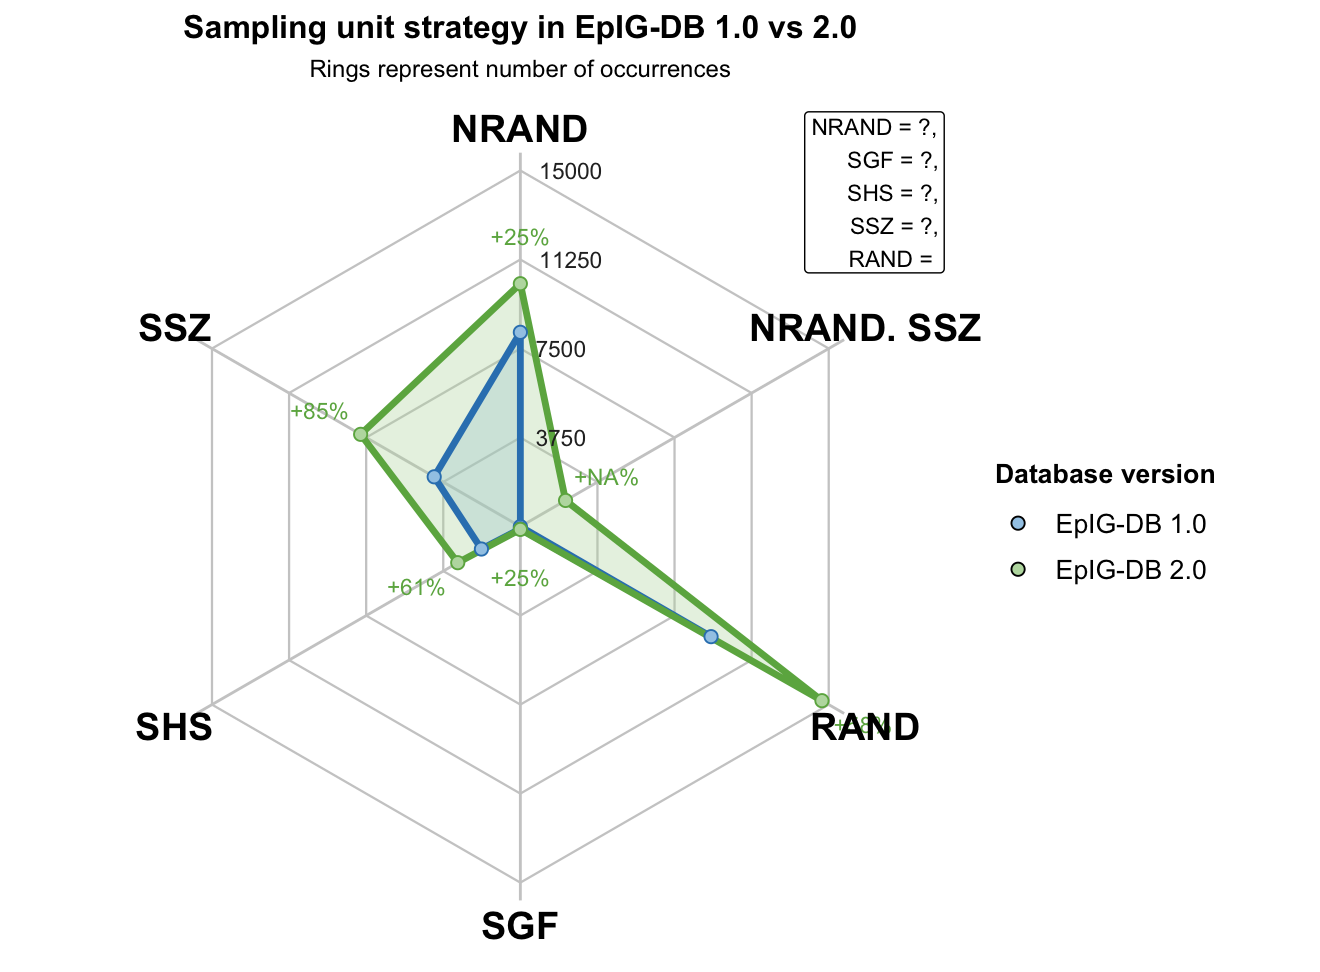 Sampling unit strategy in EpIG-DB 1.0 vs 2.0
Rings represent number of occurrences
NRAND
NRAND = ?,
SGF = ?,
SHS = ?,
SSZ = ?,
RAND =
15000
+25%
11250
SSZ
NRAND. SSZ
7500
+85%
3750
+NA%
Database version
EpIG-DB 1.0
EpIG-DB 2.0
+61%
+25%
SHS
RAND
SGF